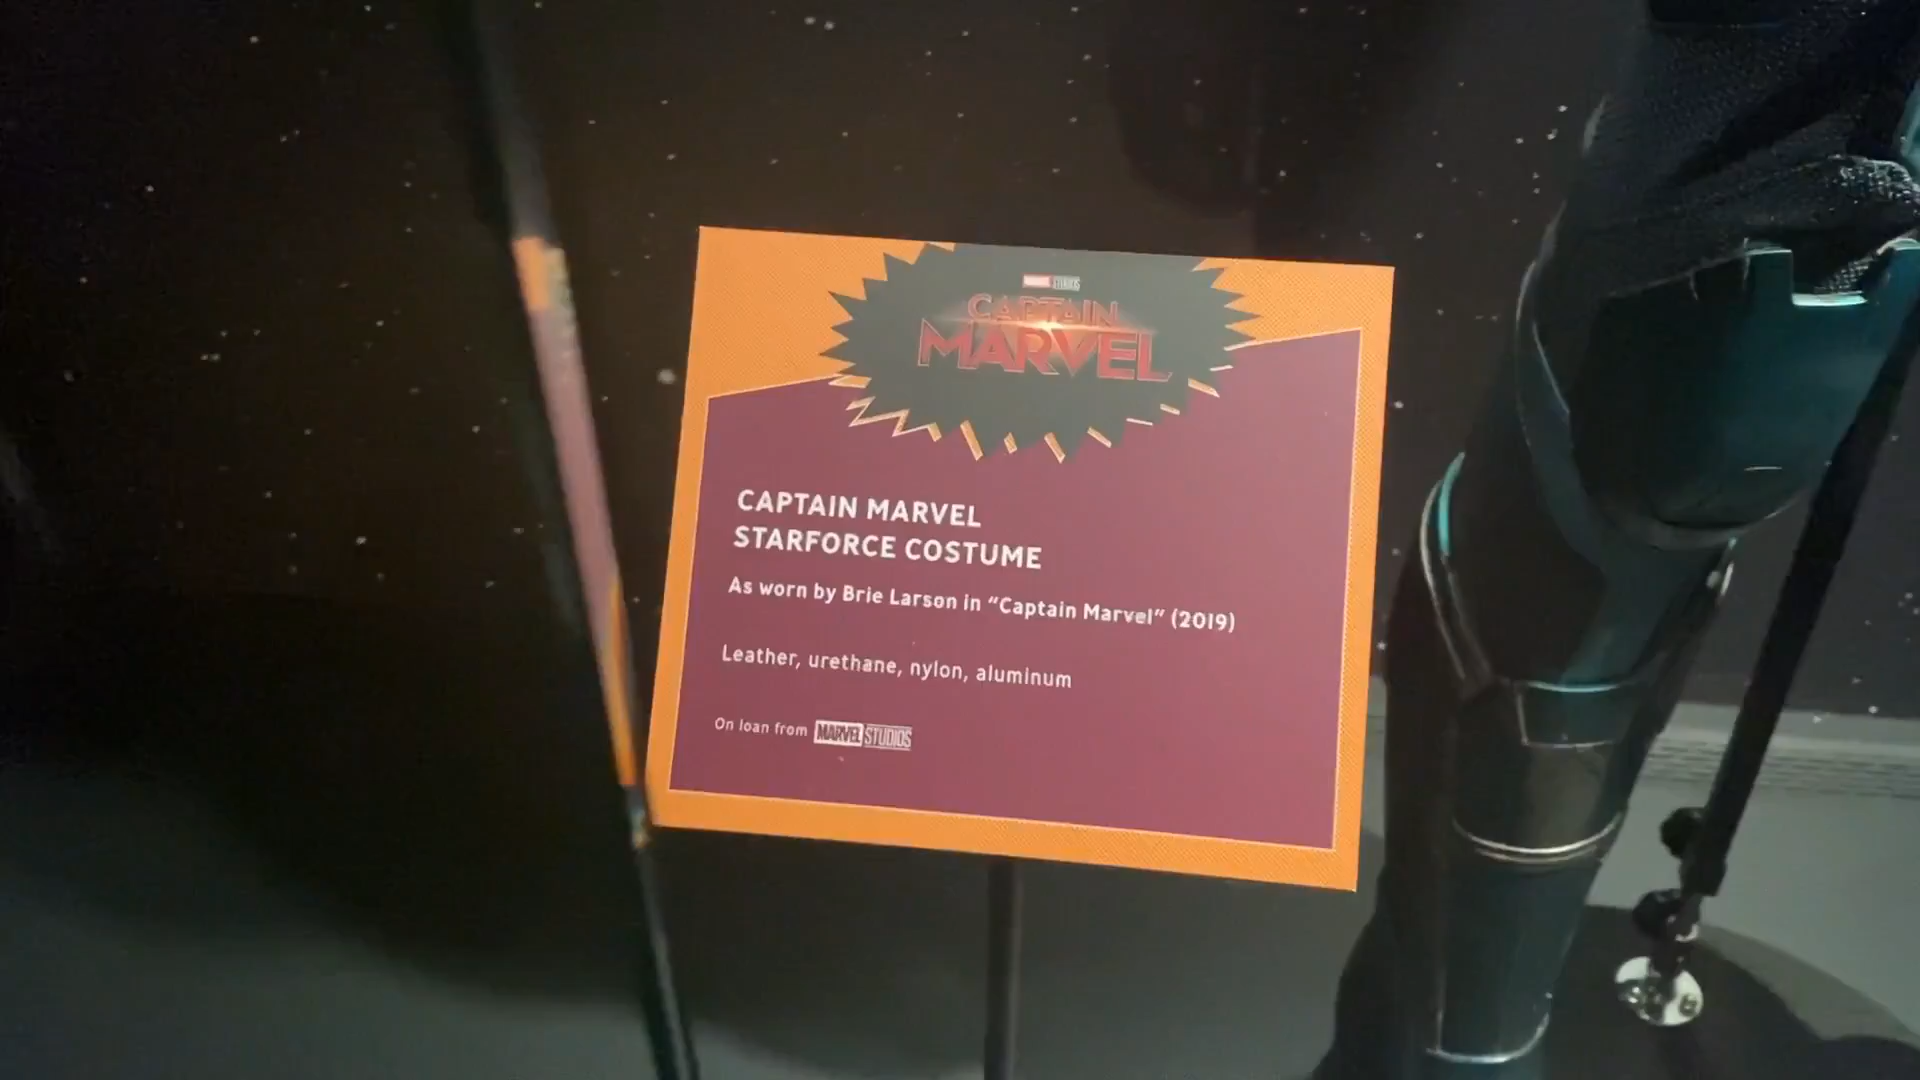 MARVEL STUDIOS
CAPTAIN
MARVEL
CAPTAIN MARVEL
STARFORCE COSTUME
As worn by Brie Larson in “Captain Marvel” (2019)
Leather, urethane, nylon, aluminum
On loan from MARVEL STUDIOS